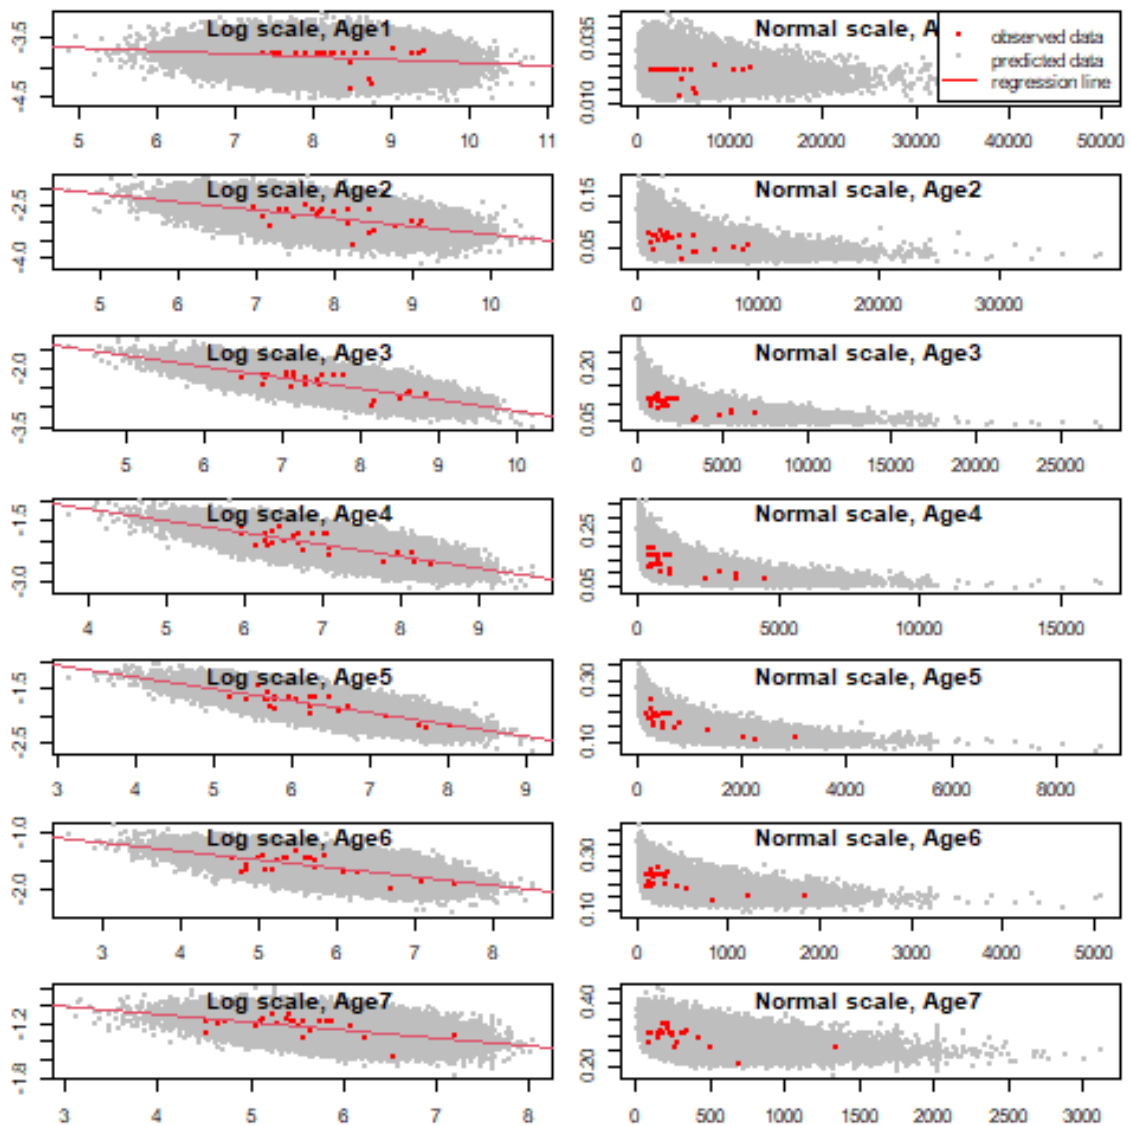 Log scale, Age1
-3.5
-4.5
5 6 7 8 9 10 11
Normal scale, A
observed data
predicted data
regression line
0.035
0.010
0 10000 20000 30000 40000 50000
Log scale, Age2
-2.5
-4.0
5 6 7 8 9 10
Normal scale, Age2
0.15
0.05
0 10000 20000 30000
Log scale, Age3
-2.0
-3.5
5 6 7 8 9 10
Normal scale, Age3
0.20
0.05
0 5000 10000 15000 20000 25000
Log scale, Age4
-1.5
-3.0
4 5 6 7 8 9
Normal scale, Age4
0.25
0.05
0 5000 10000 15000
Log scale, Age5
-1.5
-2.5
3 4 5 6 7 8 9
Normal scale, Age5
0.30
0.10
0 2000 4000 6000 8000
Log scale, Age6
-1.0
-2.0
3 4 5 6 7 8
Normal scale, Age6
0.30
0.10
0 1000 2000 3000 4000 5000
Log scale, Age7
-1.2
-1.8
3 4 5 6 7 8
Normal scale, Age7
0.40
0.20
0 500 1000 1500 2000 2500 3000